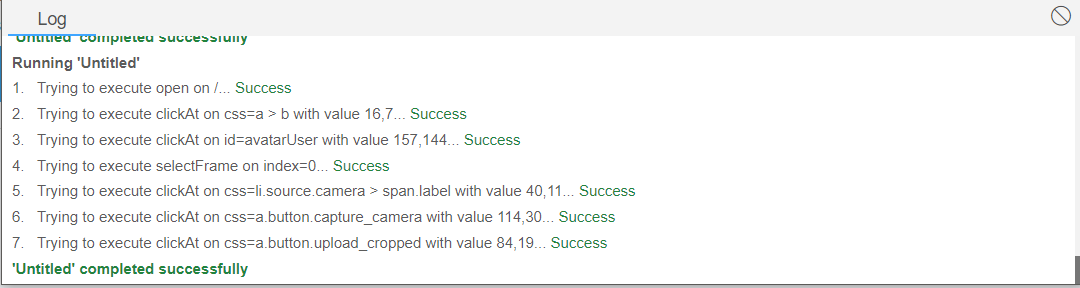 Log
'Untitled' completed successfully
Running 'Untitled'
1. Trying to execute open on /... Success
2. Trying to execute clickAt on css=a > b with value 16,7... Success
3. Trying to execute clickAt on id=avatarUser with value 157,144... Success
4. Trying to execute selectFrame on index=0... Success
5. Trying to execute clickAt on css=li.source.camera > span.label with value 40,11... Success
6. Trying to execute clickAt on css=a.button.capture_camera with value 114,30... Success
7. Trying to execute clickAt on css=a.button.upload_cropped with value 84,19... Success
'Untitled' completed successfully